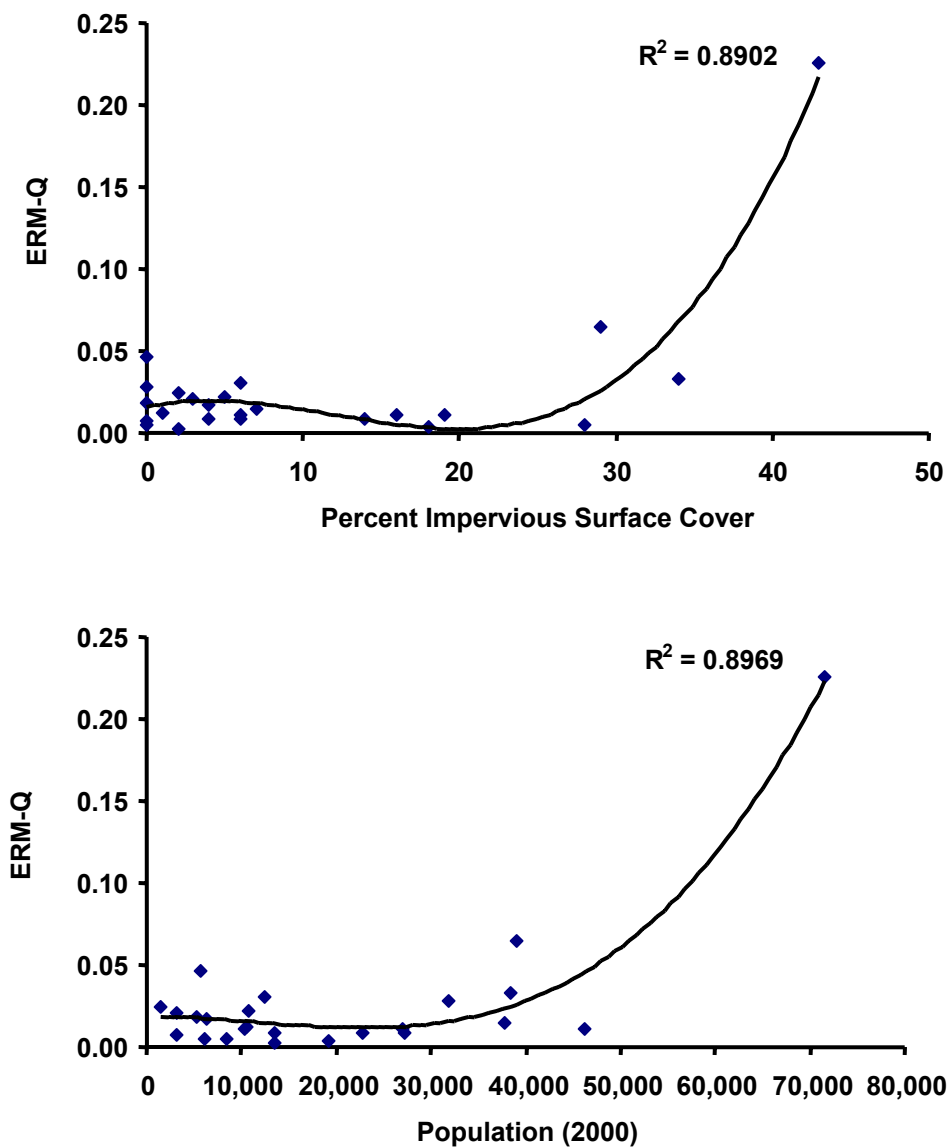 0.25
R² = 0.8902
0.20
0.15
ERM-Q
0.10
0.05
0.00
0 10 20 30 40 50
Percent Impervious Surface Cover
0.25
R² = 0.8969
0.20
0.15
ERM-Q
0.10
0.05
0.00
0 10,000 20,000 30,000 40,000 50,000 60,000 70,000 80,000
Population (2000)